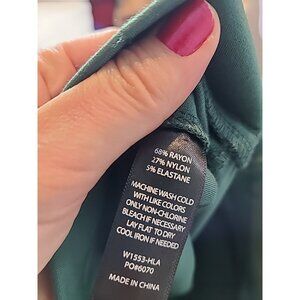 68% RAYON
27% NYLON
5% ELASTANE
MACHINE WASH COLD
WITH LIKE COLORS
ONLY NON-CHLORINE
BLEACH IF NECESSARY
LAY FLAT TO DRY
COOL IRON IF NEEDED
W1553-HLA
PO#6070
MADE IN CHINA